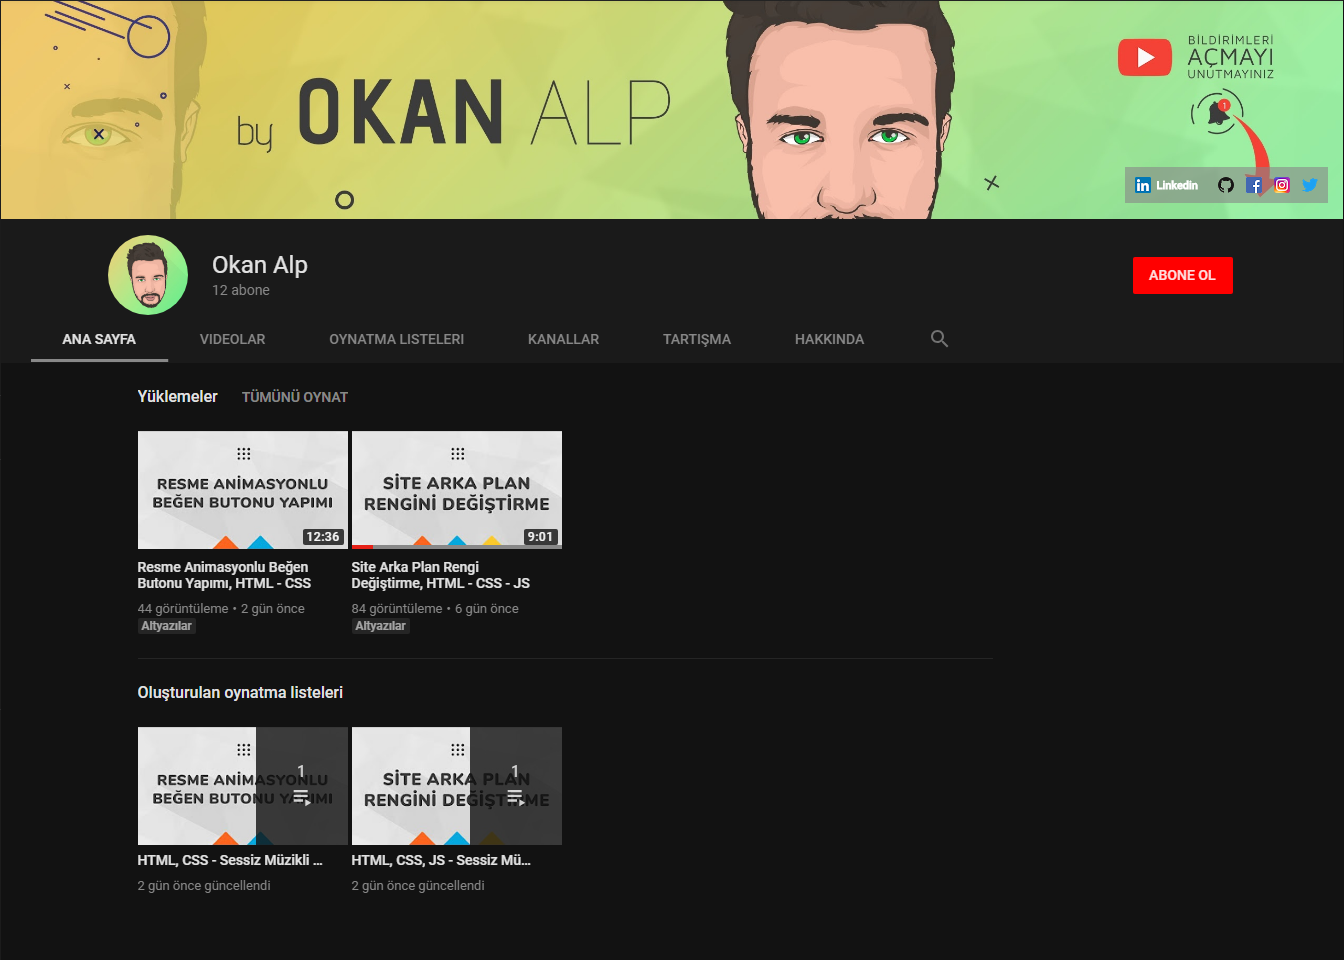 by OKAN ALP
BİLDİRİMLERİ
AÇMAYI
UNUTMAYINIZ
1
in Linkedin
Okan Alp
12 abone
ABONE OL
ANA SAYFA VIDEOLAR OYNATMA LISTELERI KANALLAR TARTIŞMA HAKKINDA
Yüklemeler TÜMÜNÜ OYNAT
RESME ANİMASYONLU
BEĞEN BUTONU YAPIMI
12:36
SİTE ARKA PLAN
RENGİNİ DEĞİŞTİRME
9:01
Resme Animasyonlu Beğen
Butonu Yapımı, HTML - CSS
44 görüntüleme • 2 gün önce
Altyazılar
Site Arka Plan Rengi
Değiştirme, HTML - CSS - JS
84 görüntüleme • 6 gün önce
Altyazılar
Oluşturulan oynatma listeleri
RESME ANİMASYONLU
BEĞEN BUTONU YAPIMI
1
SİTE ARKA PLAN
RENGİNİ DEĞİŞTİRME
1
HTML, CSS - Sessiz Müzikli ...
2 gün önce güncellendi
HTML, CSS, JS - Sessiz Mü...
2 gün önce güncellendi